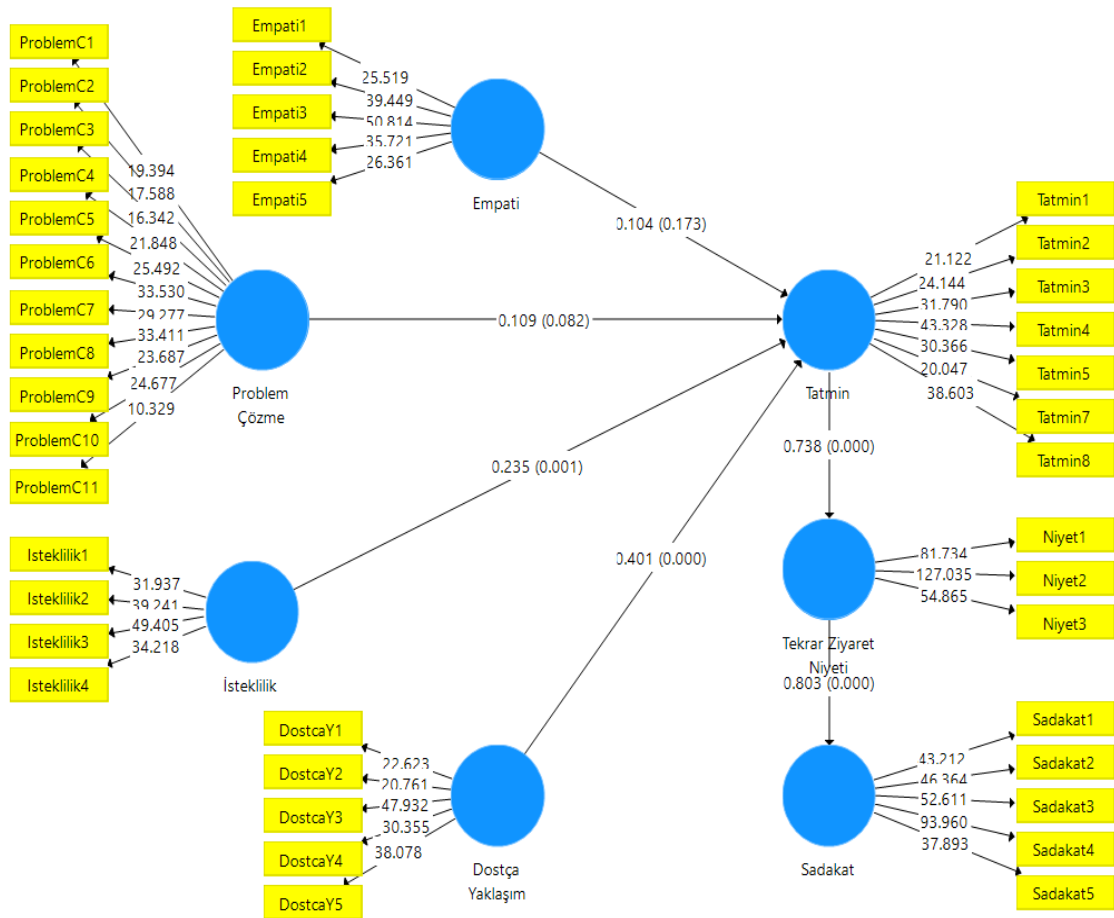 ProblemC1
ProblemC2
ProblemC3
ProblemC4
ProblemC5
ProblemC6
ProblemC7
ProblemC8
ProblemC9
ProblemC10
ProblemC11
19.394
17.588
16.342
21.848
25.492
33.530
29.277
33.411
23.687
24.677
10.329
Problem
Çözme
Empati1
Empati2
Empati3
Empati4
Empati5
25.519
39.449
50.814
35.721
26.361
Empati
0.104 (0.173)
0.109 (0.082)
0.235 (0.001)
0.401 (0.000)
Isteklilik1
Isteklilik2
Isteklilik3
Isteklilik4
31.937
39.241
49.405
34.218
İsteklilik
DostcaY1
DostcaY2
DostcaY3
DostcaY4
DostcaY5
22.623
20.761
47.932
30.355
38.078
Dostça
Yaklaşım
Tatmin
21.122
24.144
31.790
43.328
30.366
20.047
38.603
Tatmin1
Tatmin2
Tatmin3
Tatmin4
Tatmin5
Tatmin7
Tatmin8
0.738 (0.000)
Tekrar Ziyaret
Niyeti
81.734
127.035
54.865
Niyet1
Niyet2
Niyet3
0.803 (0.000)
Sadakat
43.212
46.364
52.611
93.960
37.893
Sadakat1
Sadakat2
Sadakat3
Sadakat4
Sadakat5